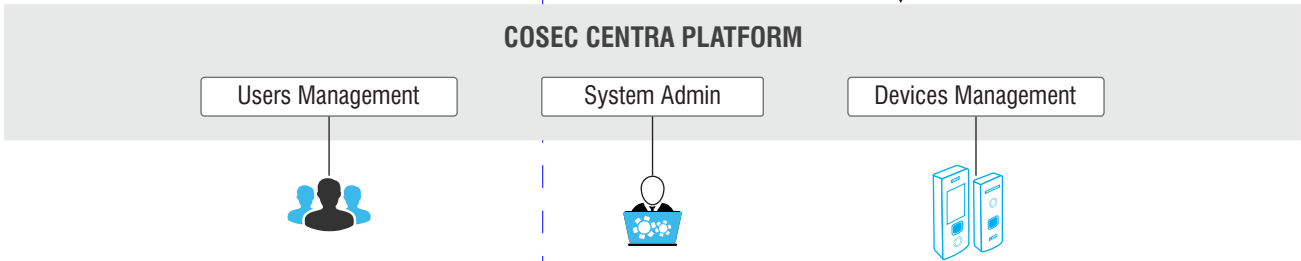 COSEC CENTRA PLATFORM
Users Management
System Admin
Devices Management